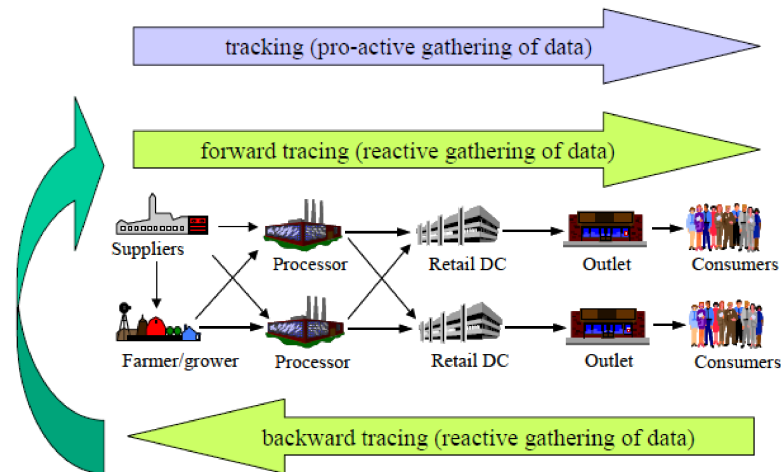 tracking (pro-active gathering of data)
forward tracing (reactive gathering of data)
Suppliers
Processor
Retail DC
Outlet
Consumers
Farmer/grower
Processor
Retail DC
Outlet
Consumers
backward tracing (reactive gathering of data)